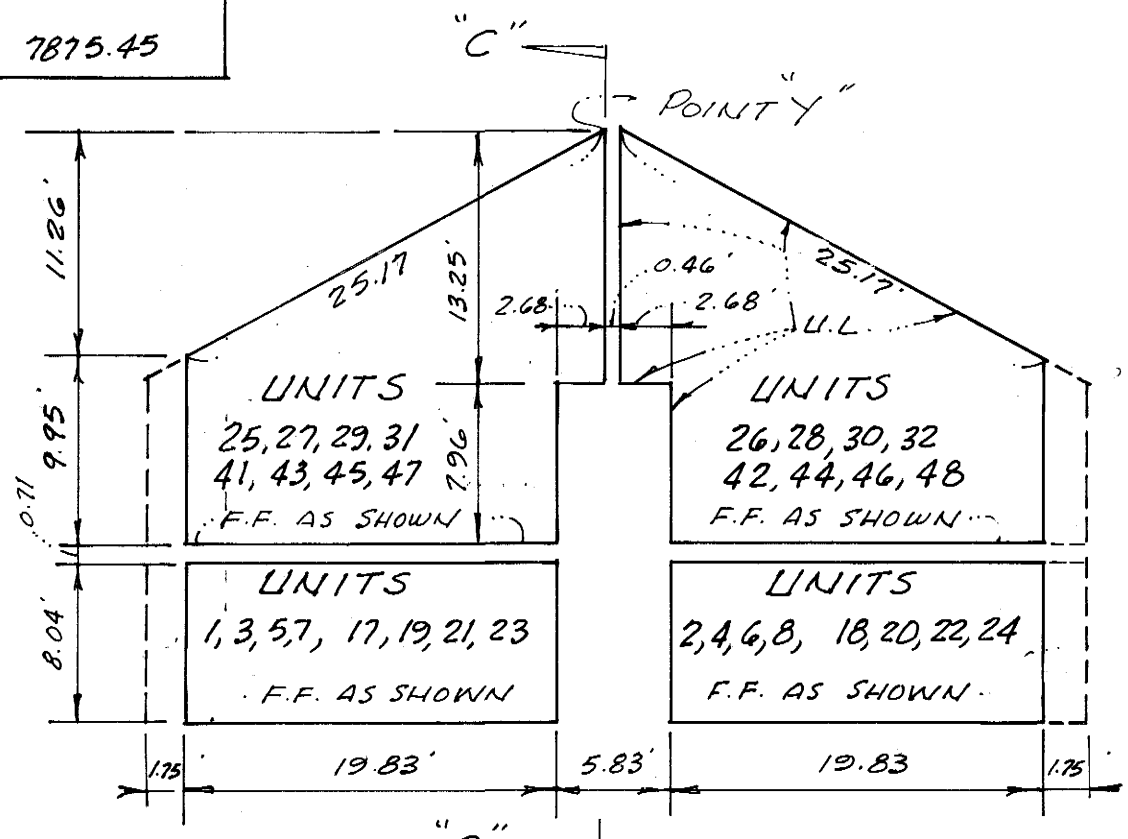 7875.45
"C"
POINT "Y"
11.26'
25.17
13.25'
0.46'
2.68
2.68'
25.17'
U.L.
9.95'
UNITS
25, 27, 29, 31
41, 43, 45, 47
F.F. AS SHOWN
7.96'
UNITS
26, 28, 30, 32
42, 44, 46, 48
F.F. AS SHOWN
0.71
8.04'
UNITS
1, 3, 5, 7, 17, 19, 21, 23
F.F. AS SHOWN
UNITS
2, 4, 6, 8, 18, 20, 22, 24
F.F. AS SHOWN
1.75'
19.83'
5.83'
19.83
1.75'